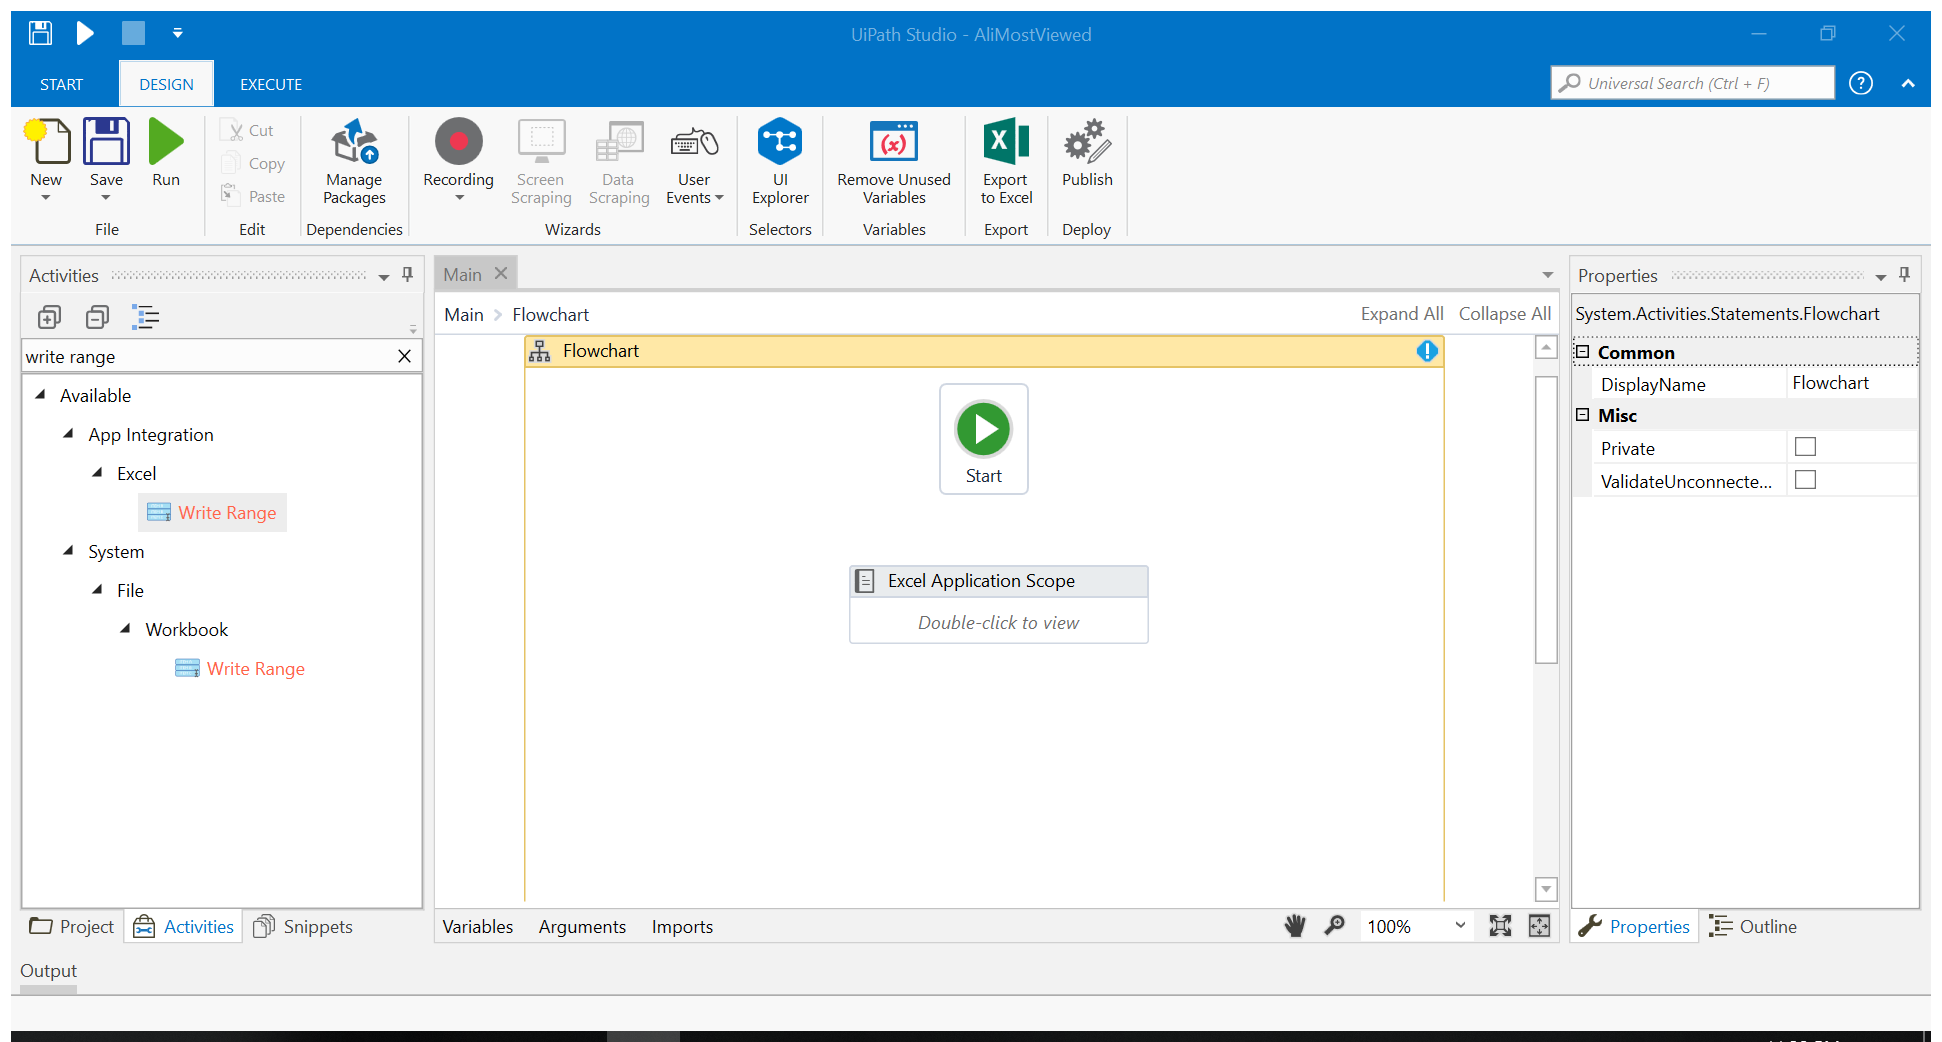 UiPath Studio - AliMostViewed
START DESIGN EXECUTE
Universal Search (Ctrl + F)
New
Save
Run
File
Cut
Copy
Paste
Edit
Manage
Packages
Dependencies
Recording
Screen
Scraping
Data
Scraping
User
Events
Wizards
UI
Explorer
Selectors
Remove Unused
Variables
Variables
Export
to Excel
Export
Publish
Deploy
Activities
write range
Available
App Integration
Excel
Write Range
System
File
Workbook
Write Range
Project Activities Snippets
Main
Main > Flowchart
Expand All Collapse All
Flowchart
Start
Excel Application Scope
Double-click to view
Variables Arguments Imports
100%
Properties
System.Activities.Statements.Flowchart
Common
DisplayName Flowchart
Misc
Private
ValidateUnconnecte...
Properties Outline
Output